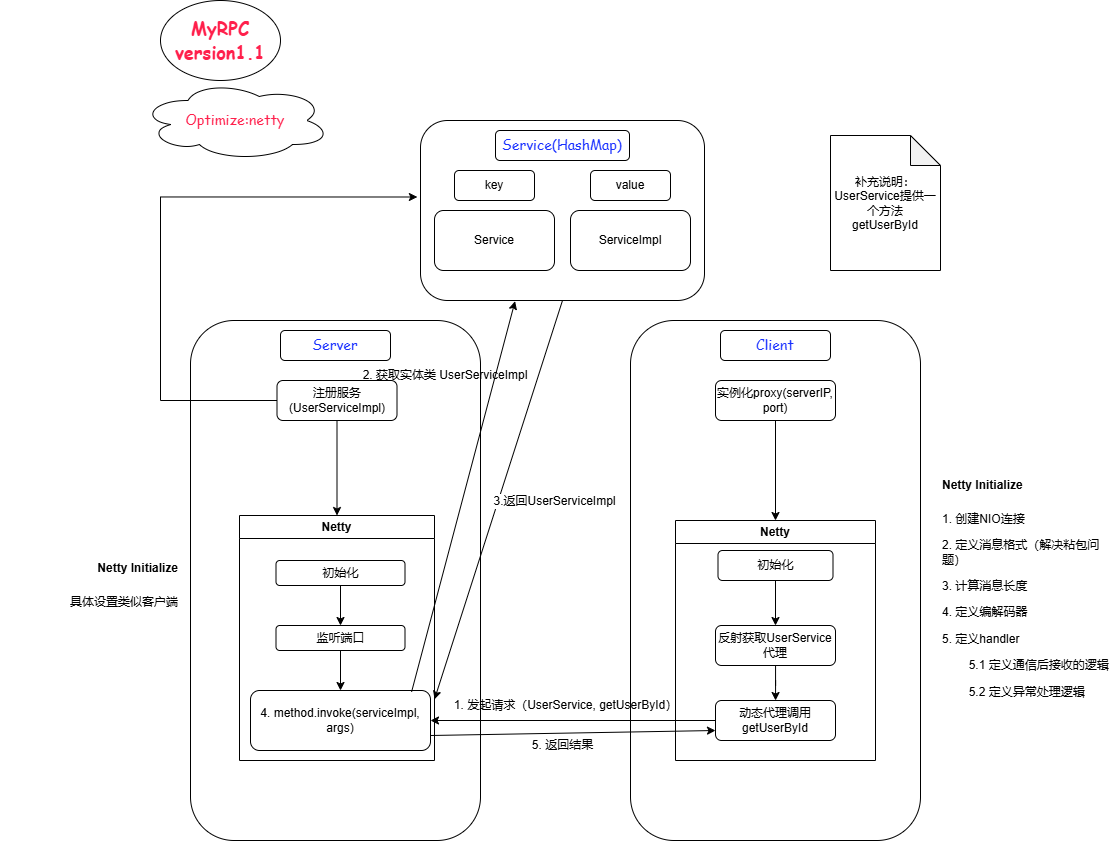 MyRPC
version1.1
Optimize:netty
Service(HashMap)
key
value
Service
ServiceImpl
补充说明：
UserService提供一
个方法
getUserById
Server
Client
2. 获取实体类 UserServiceImpl
注册服务
(UserServiceImpl)
实例化proxy(serverIP,
port)
3.返回UserServiceImpl
Netty
初始化
监听端口
4. method.invoke(serviceImpl,
args)
Netty Initialize
具体设置类似客户端
1. 发起请求（UserService, getUserById）
5. 返回结果
Netty
初始化
反射获取UserService
代理
动态代理调用
getUserById
Netty Initialize
1. 创建NIO连接
2. 定义消息格式（解决粘包问
题）
3. 计算消息长度
4. 定义编解码器
5. 定义handler
5.1 定义通信后接收的逻辑
5.2 定义异常处理逻辑